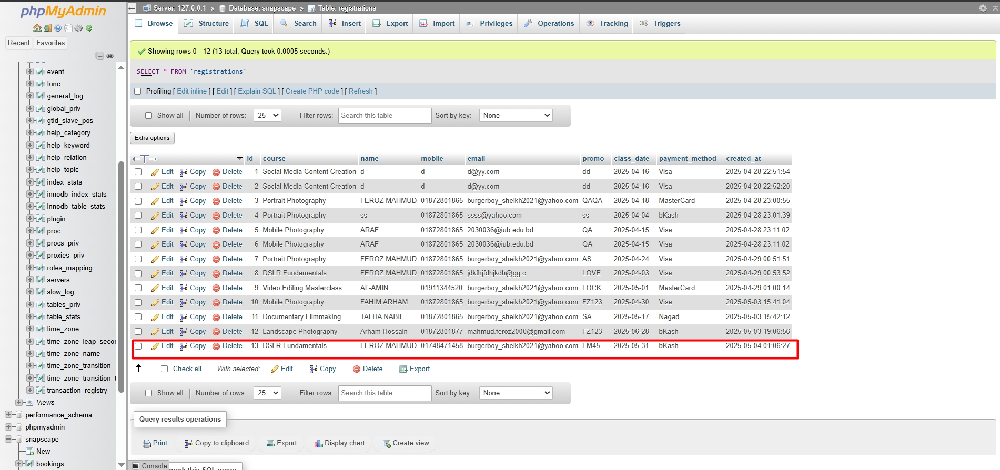 phpMyAdmin
Recent Favorites
event
func
general_log
global_priv
gtid_slave_pos
help_category
help_keyword
help_relation
help_topic
index_stats
innodb_index_stats
innodb_table_stats
plugin
proc
procs_priv
proxies_priv
roles_mapping
servers
slow_log
tables_priv
table_stats
time_zone
time_zone_leap_secor
time_zone_name
time_zone_transition
time_zone_transition_t
transaction_registry
Views
performance_schema
phpmyadmin
snapscape
New
bookings
Server: 127.0.0.1 » Database: snapscape » Table: registrations
Browse Structure SQL Search Insert Export Import Privileges Operations Tracking Triggers
Showing rows 0 - 12 (13 total, Query took 0.0005 seconds.)
SELECT * FROM `registrations`
Profiling [ Edit inline ] [ Edit ] [ Explain SQL ] [ Create PHP code ] [ Refresh ]
Show all | Number of rows: 25 Filter rows: Search this table Sort by key: None
Extra options
id course name mobile email promo class_date payment_method created_at
Edit Copy Delete 1 Social Media Content Creation d d d@yy.com dd 2025-04-16 Visa 2025-04-28 22:51:54
Edit Copy Delete 2 Social Media Content Creation d d d@yy.com dd 2025-04-16 Visa 2025-04-28 22:52:20
Edit Copy Delete 3 Portrait Photography FEROZ MAHMUD 01872801865 burgerboy_sheikh2021@yahoo.com QAQA 2025-04-18 MasterCard 2025-04-28 23:00:55
Edit Copy Delete 4 Portrait Photography ss 01872801865 ssss@yahoo.com ss 2025-04-04 bKash 2025-04-28 23:01:39
Edit Copy Delete 5 Mobile Photography ARAF 01872801865 2030036@iub.edu.bd QA 2025-04-15 Visa 2025-04-28 23:11:02
Edit Copy Delete 6 Mobile Photography ARAF 01872801865 2030036@iub.edu.bd QA 2025-04-15 Visa 2025-04-28 23:11:02
Edit Copy Delete 7 Portrait Photography FEROZ MAHMUD 01872801865 burgerboy_sheikh2021@yahoo.com AS 2025-04-24 Visa 2025-04-29 00:51:51
Edit Copy Delete 8 DSLR Fundamentals FEROZ MAHMUD 01872801865 jdkfhjfdhjkdh@gg.c LOVE 2025-04-03 Visa 2025-04-29 00:53:52
Edit Copy Delete 9 Video Editing Masterclass AL-AMIN 01911344520 burgerboy_sheikh2021@yahoo.com LOCK 2025-05-01 MasterCard 2025-04-29 01:00:14
Edit Copy Delete 10 Mobile Photography FAHIM ARHAM 01872801865 burgerboy_sheikh2021@yahoo.com FZ123 2025-04-30 Visa 2025-05-03 15:41:04
Edit Copy Delete 11 Documentary Filmmaking TALHA NABIL 01872801865 burgerboy_sheikh2021@yahoo.com SA 2025-05-17 Nagad 2025-05-03 15:42:12
Edit Copy Delete 12 Landscape Photography Arham Hossain 01872801877 mahmud.feroz2000@gmail.com FZ123 2025-06-28 bKash 2025-05-03 19:06:56
Edit Copy Delete 13 DSLR Fundamentals FEROZ MAHMUD 01748471458 burgerboy_sheikh2021@yahoo.com FM45 2025-05-31 bKash 2025-05-04 01:06:27
Check all With selected: Edit Copy Delete Export
Show all | Number of rows: 25 Filter rows: Search this table Sort by key: None
Query results operations
Print Copy to clipboard Export Display chart Create view
Console mark this SQL query